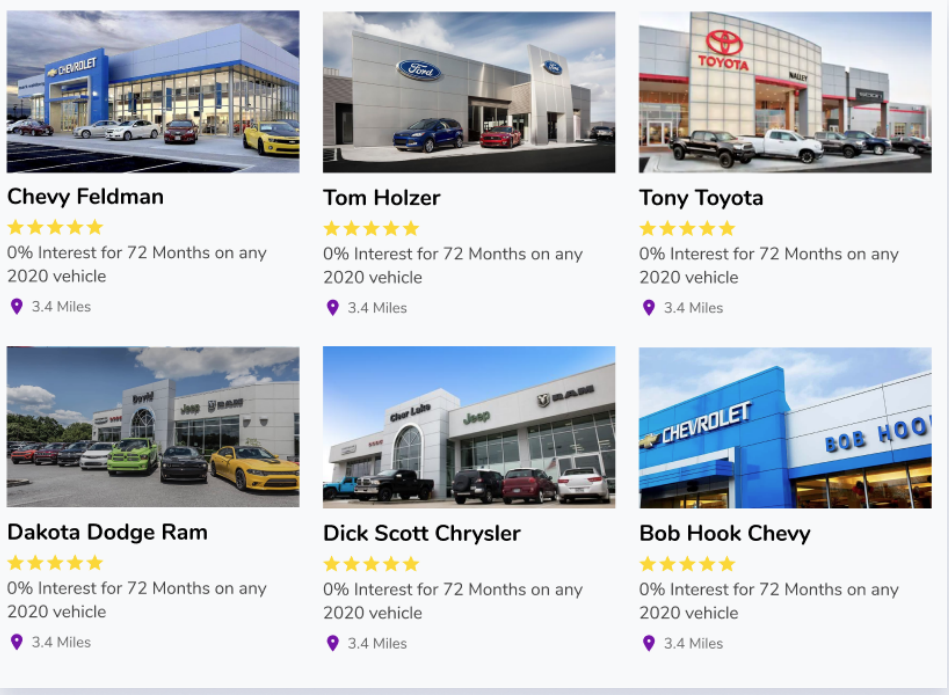 CHEVROLET
Ford
Ford
TOYOTA
NALLEY
Chevy Feldman
Tom Holzer
Tony Toyota
0% Interest for 72 Months on any
2020 vehicle
0% Interest for 72 Months on any
2020 vehicle
0% Interest for 72 Months on any
2020 vehicle
3.4 Miles
3.4 Miles
3.4 Miles
David
Jeep
RAM
Clear Lake
Jeep
RAM
CHEVROLET
BOB HOO
Dakota Dodge Ram
Dick Scott Chrysler
Bob Hook Chevy
0% Interest for 72 Months on any
2020 vehicle
0% Interest for 72 Months on any
2020 vehicle
0% Interest for 72 Months on any
2020 vehicle
3.4 Miles
3.4 Miles
3.4 Miles